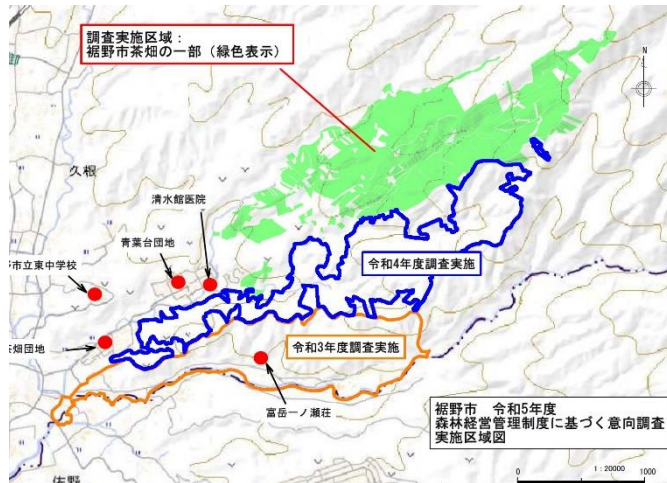 調査実施区域：
裾野市茶畑の一部（緑色表示）
N
久根
清水館医院
青葉台団地
野市立東中学校
令和4年度調査実施
茶畑団地
令和3年度調査実施
富岳一ノ瀬荘
裾野市　令和5年度
森林経営管理制度に基づく意向調査
実施区域図
佐野
1：20000
0
1000